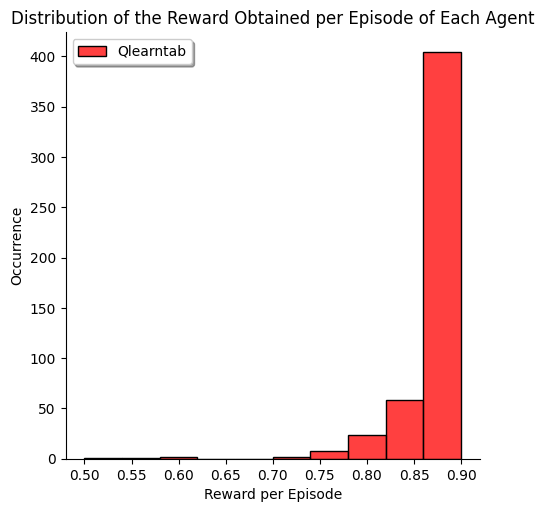 Distribution of the Reward Obtained per Episode of Each Agent
Qlearntab
400
350
300
250
200
150
100
50
0
Occurrence
0.50 0.55 0.60 0.65 0.70 0.75 0.80 0.85 0.90
Reward per Episode